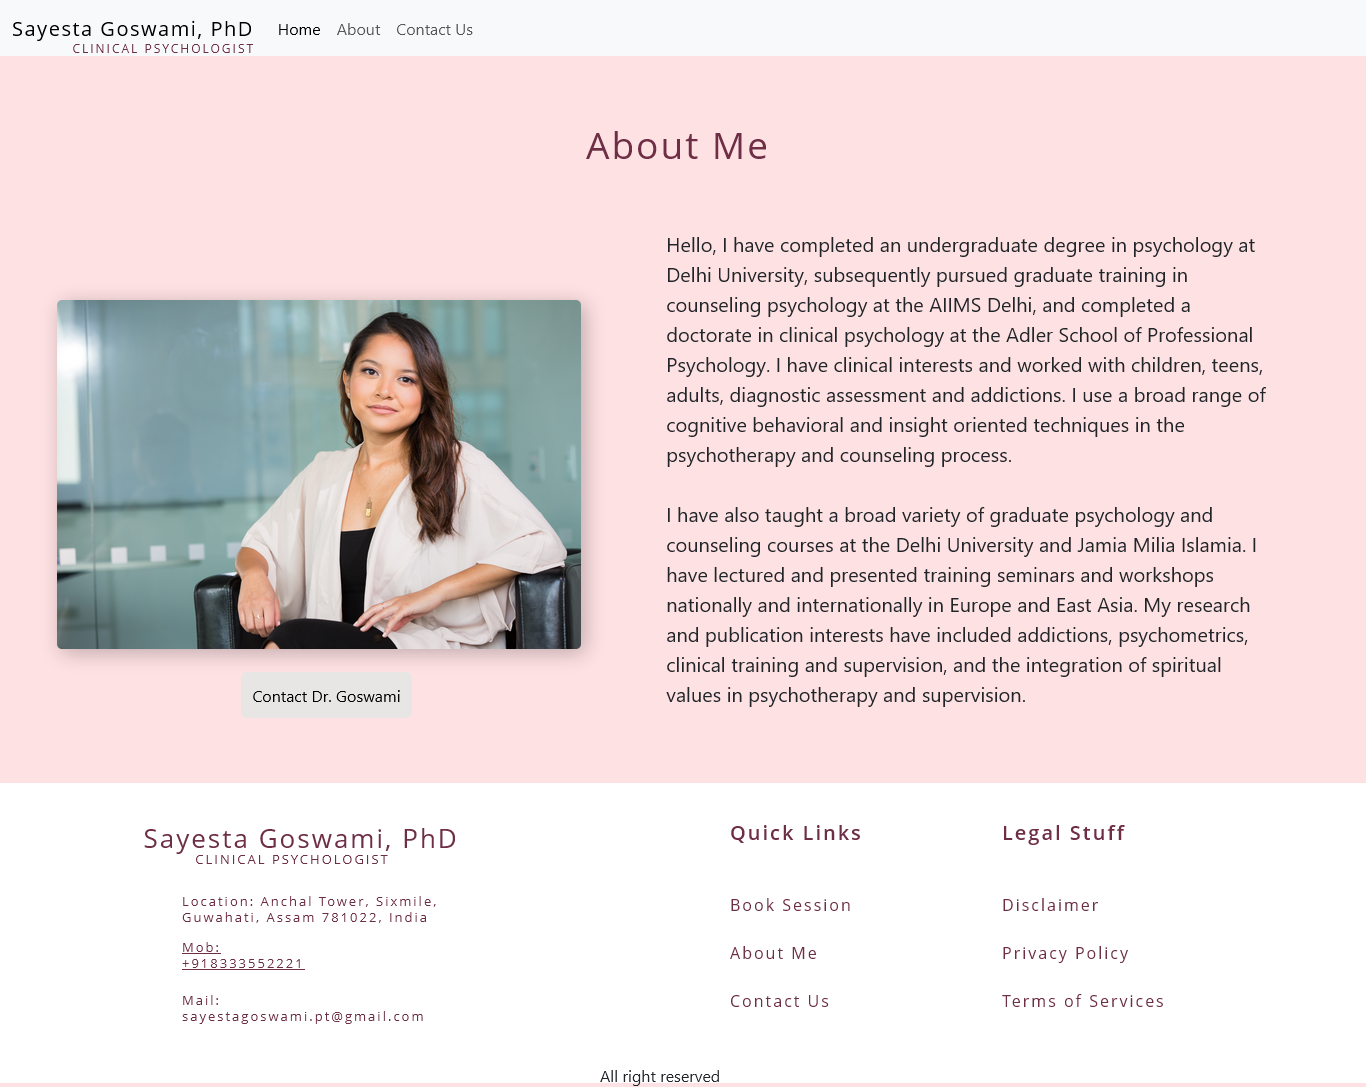 Sayesta Goswami, PhD
CLINICAL PSYCHOLOGIST
Home About Contact Us
About Me
Hello, I have completed an undergraduate degree in psychology at
Delhi University, subsequently pursued graduate training in
counseling psychology at the AIIMS Delhi, and completed a
doctorate in clinical psychology at the Adler School of Professional
Psychology. I have clinical interests and worked with children, teens,
adults, diagnostic assessment and addictions. I use a broad range of
cognitive behavioral and insight oriented techniques in the
psychotherapy and counseling process.
I have also taught a broad variety of graduate psychology and
counseling courses at the Delhi University and Jamia Milia Islamia. I
have lectured and presented training seminars and workshops
nationally and internationally in Europe and East Asia. My research
and publication interests have included addictions, psychometrics,
clinical training and supervision, and the integration of spiritual
values in psychotherapy and supervision.
Contact Dr. Goswami
Sayesta Goswami, PhD
CLINICAL PSYCHOLOGIST
Location: Anchal Tower, Sixmile,
Guwahati, Assam 781022, India
Mob:
+918333552221
Mail:
sayestagoswami.pt@gmail.com
Quick Links
Book Session
About Me
Contact Us
Legal Stuff
Disclaimer
Privacy Policy
Terms of Services
All right reserved